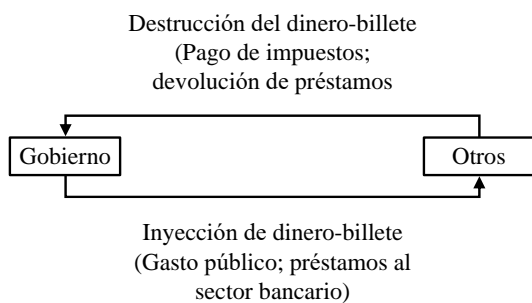 Destrucción del dinero-billete
(Pago de impuestos;
devolución de préstamos
Gobierno
Otros
Inyección de dinero-billete
(Gasto público; préstamos al
sector bancario)